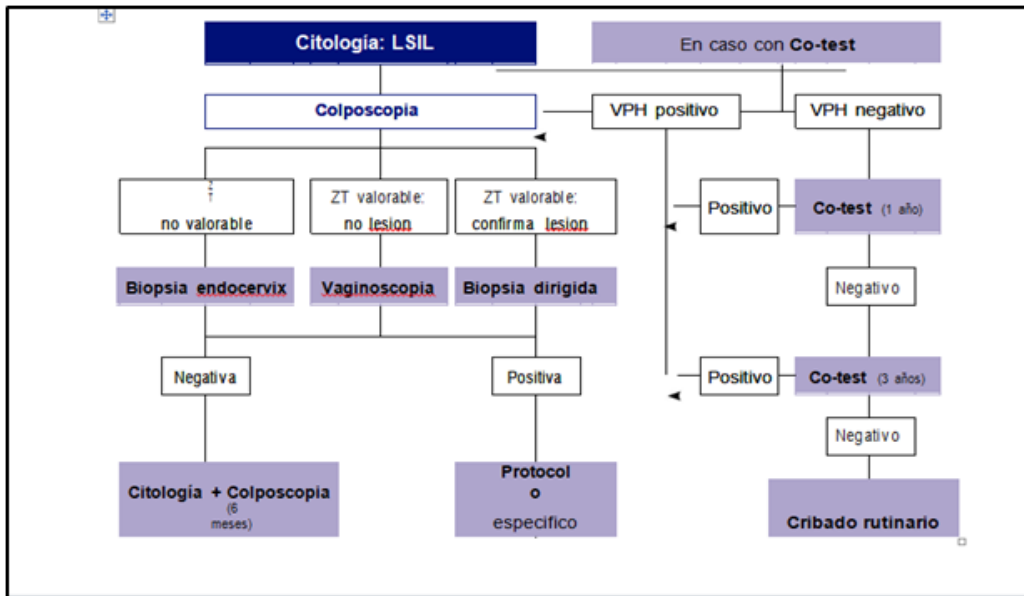 Citología: LSIL
En caso con Co-test
Colposcopia
VPH positivo
VPH negativo
ZT
no valorable
ZT valorable:
no lesion
ZT valorable:
confirma lesion
Positivo
Co-test (1 año)
Biopsia endocervix
Vaginoscopia
Biopsia dirigida
Negativo
Negativa
Positiva
Positivo
Co-test (3 años)
Negativo
Citología + Colposcopia
(6
meses)
Protocol
o
especifico
Cribado rutinario